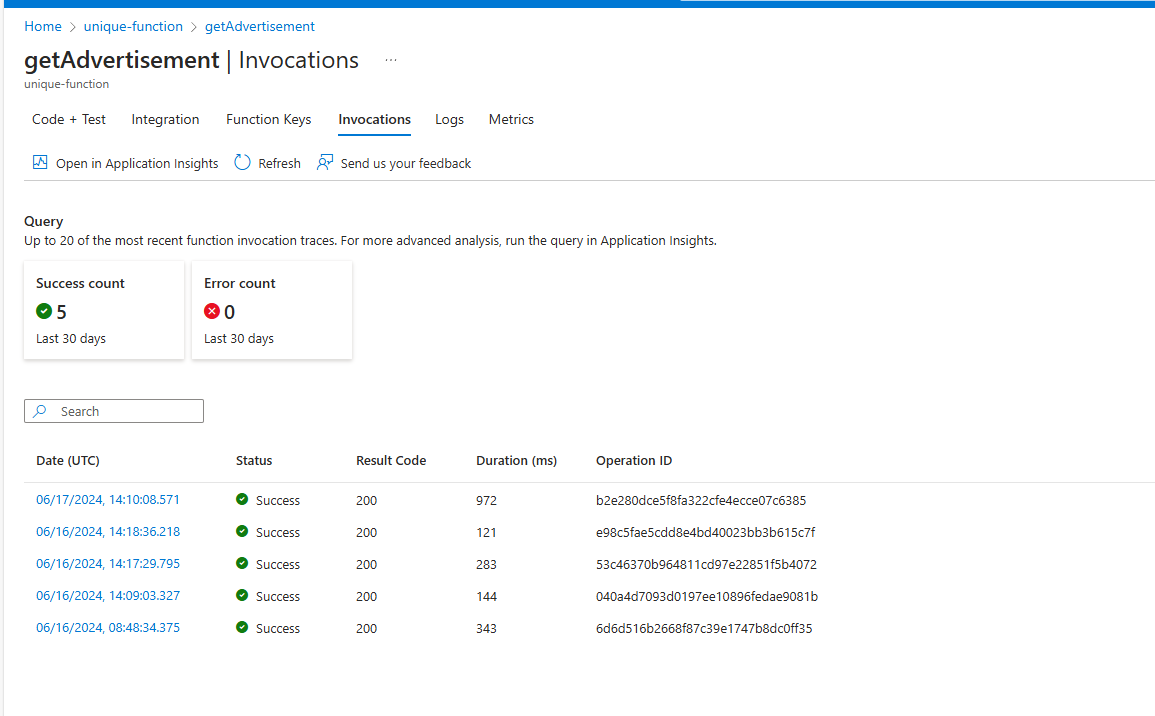 Home > unique-function > getAdvertisement
getAdvertisement | Invocations ...
unique-function
Code + Test Integration Function Keys Invocations Logs Metrics
Open in Application Insights Refresh Send us your feedback
Query
Up to 20 of the most recent function invocation traces. For more advanced analysis, run the query in Application Insights.
Success count Error count
5 0
Last 30 days Last 30 days
Search
Date (UTC) Status Result Code Duration (ms) Operation ID
06/17/2024, 14:10:08.571 Success 200 972 b2e280dce5f8fa322cfe4ecce07c6385
06/16/2024, 14:18:36.218 Success 200 121 e98c5fae5cdd8e4bd40023bb3b615c7f
06/16/2024, 14:17:29.795 Success 200 283 53c46370b964811cd97e22851f5b4072
06/16/2024, 14:09:03.327 Success 200 144 040a4d7093d0197ee10896fedae9081b
06/16/2024, 08:48:34.375 Success 200 343 6d6d516b2668f87c39e1747b8dc0ff35